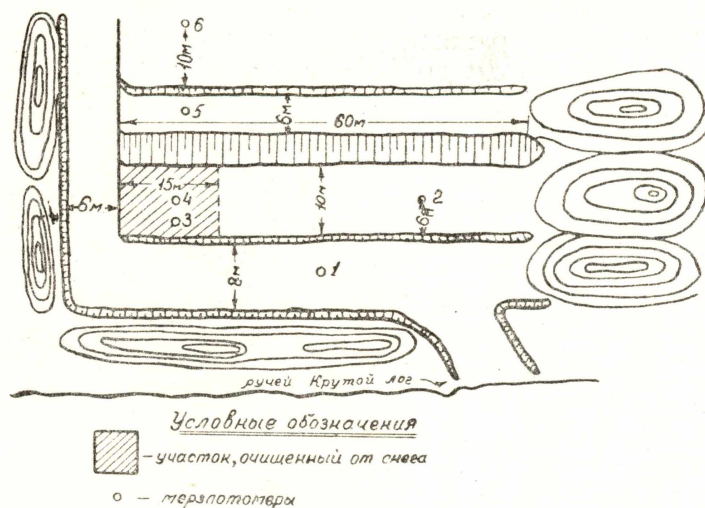 6
10м
5
6м
60м
15м
4
3
10м
2
6м
6м
8м
1
ручей Крутой лог
Условные обозначения
- участок, очищенный от снега
о - мерзлотомеры